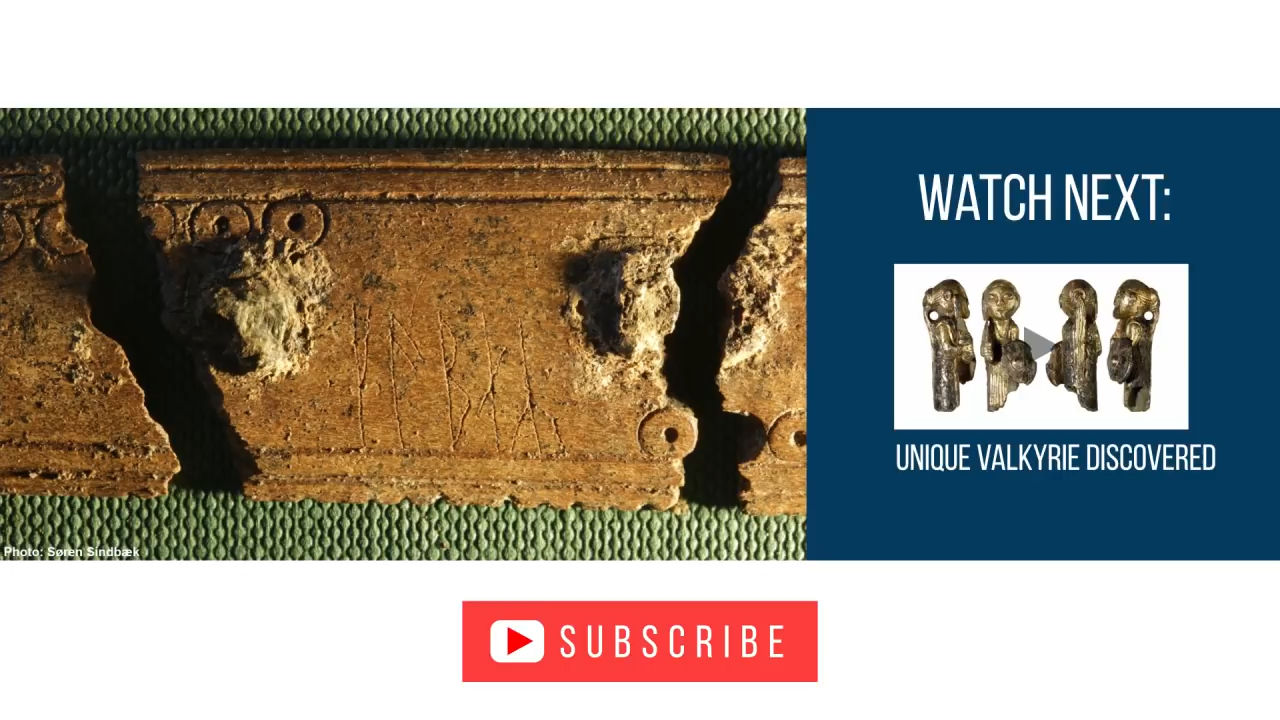 WATCH NEXT:
UNIQUE VALKYRIE DISCOVERED
Photo: Søren Sindbæk
SUBSCRIBE